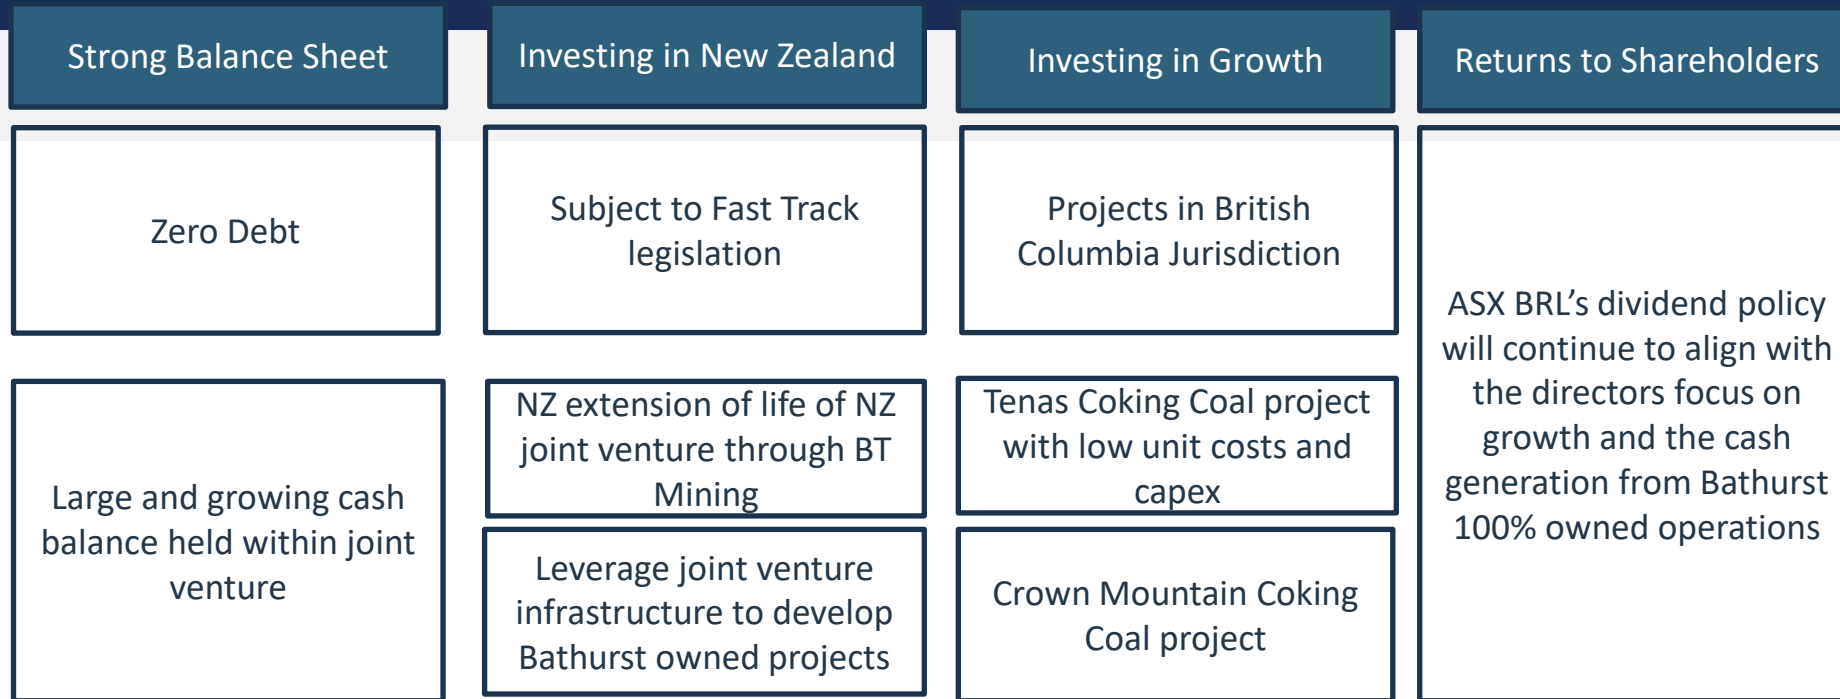 Strong Balance Sheet
Investing in New Zealand
Investing in Growth
Returns to Shareholders
Zero Debt
Large and growing cash
balance held within joint
venture
Subject to Fast Track
legislation
NZ extension of life of NZ
joint venture through BT
Mining
Leverage joint venture
infrastructure to develop
Bathurst owned projects
Projects in British
Columbia Jurisdiction
Tenas Coking Coal project
with low unit costs and
capex
Crown Mountain Coking
Coal project
ASX BRL’s dividend policy
will continue to align with
the directors focus on
growth and the cash
generation from Bathurst
100% owned operations